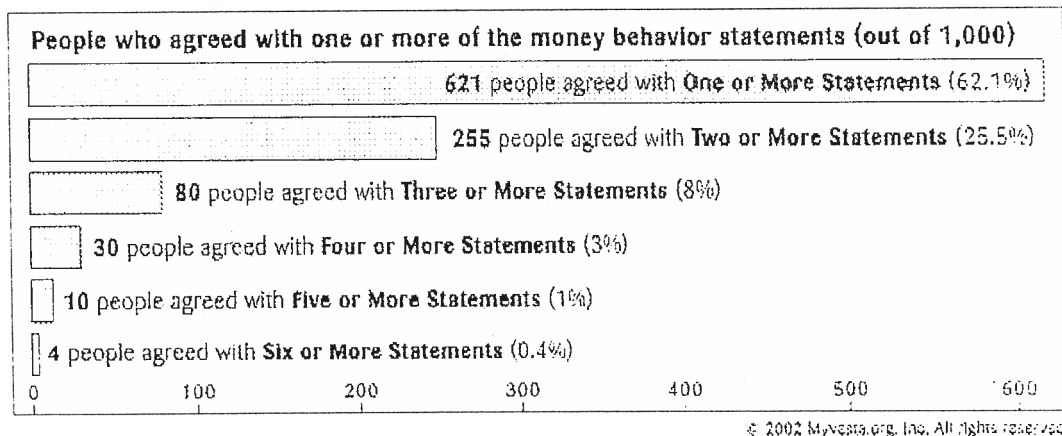 People who agreed with one or more of the money behavior statements (out of 1,000)
621 people agreed with One or More Statements (62.1%)
255 people agreed with Two or More Statements (25.5%)
80 people agreed with Three or More Statements (8%)
30 people agreed with Four or More Statements (3%)
10 people agreed with Five or More Statements (1%)
4 people agreed with Six or More Statements (0.4%)
0 100 200 300 400 500 600
© 2002 Myvesta.org, Inc. All rights reserved